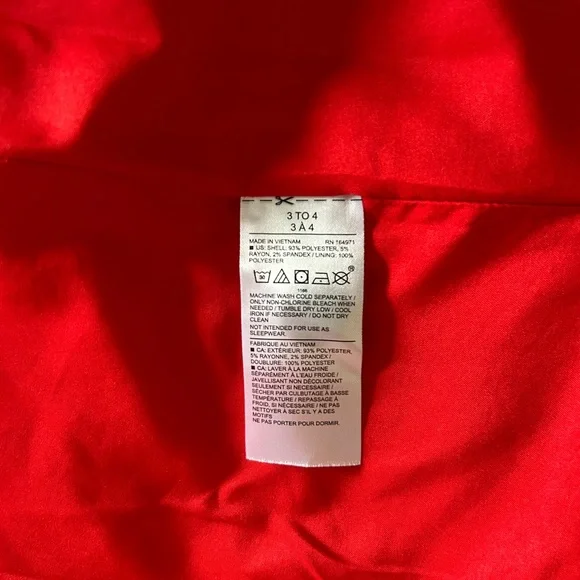 3 TO 4
3 À 4
MADE IN VIETNAM RN 164971
■ US: SHELL: 93% POLYESTER, 5%
RAYON, 2% SPANDEX / LINING: 100%
POLYESTER
30
1166
MACHINE WASH COLD SEPARATELY /
ONLY NON-CHLORINE BLEACH WHEN
NEEDED / TUMBLE DRY LOW / COOL
IRON IF NECESSARY / DO NOT DRY
CLEAN
NOT INTENDED FOR USE AS
SLEEPWEAR.
FABRIQUE AU VIETNAM
■ CA: EXTÉRIEUR: 93% POLYESTER,
5% RAYONNE, 2% SPANDEX /
DOUBLURE: 100% POLYESTER
■ CA: LAVER À LA MACHINE
SÉPARÉMENT À L'EAU FROIDE /
JAVELLISANT NON DÉCOLORANT
SEULEMENT SI NÉCESSAIRE /
SÉCHER PAR CULBUTAGE À BASSE
TEMPÉRATURE / REPASSAGE À
FROID, SI NÉCESSAIRE / NE PAS
NETTOYER À SEC S'IL Y A DES
MOTIFS
NE PAS PORTER POUR DORMIR.